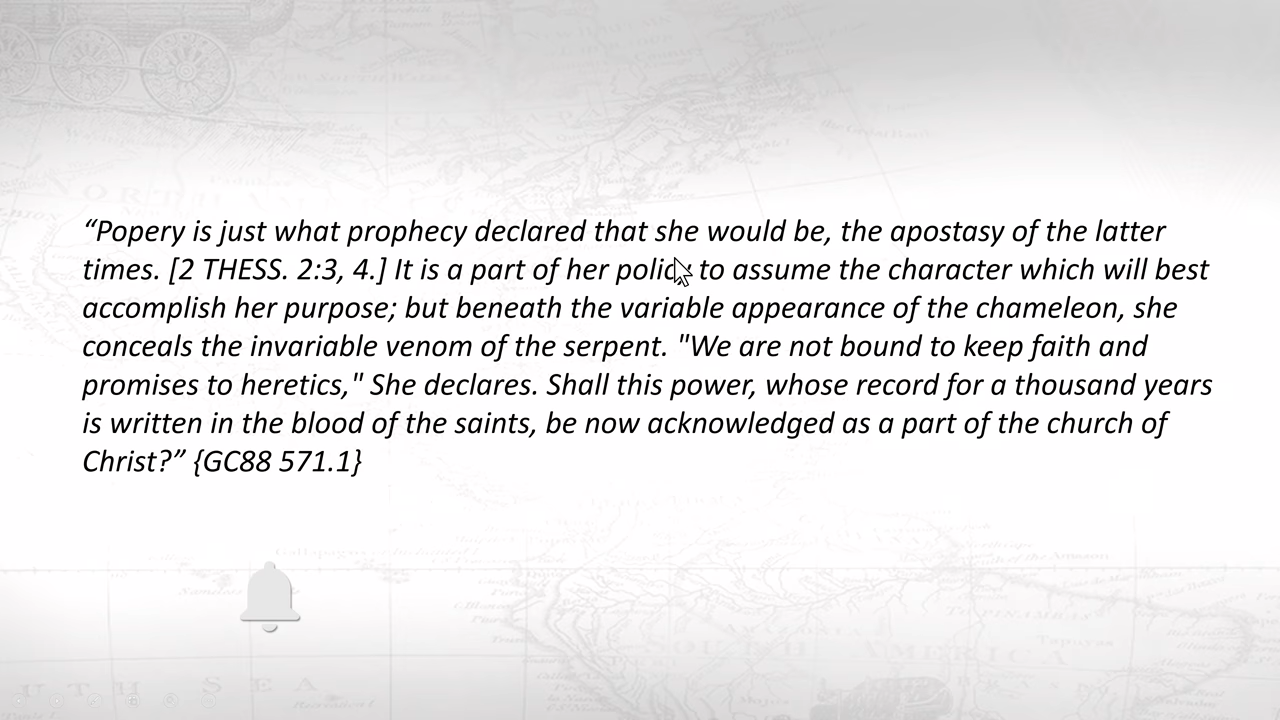 “Popery is just what prophecy declared that she would be, the apostasy of the latter
times. [2 THESS. 2:3, 4.] It is a part of her policy to assume the character which will best
accomplish her purpose; but beneath the variable appearance of the chameleon, she
conceals the invariable venom of the serpent. "We are not bound to keep faith and
promises to heretics," She declares. Shall this power, whose record for a thousand years
is written in the blood of the saints, be now acknowledged as a part of the church of
Christ?” {GC88 571.1}
SOUTH AMERICA
UTH SEA